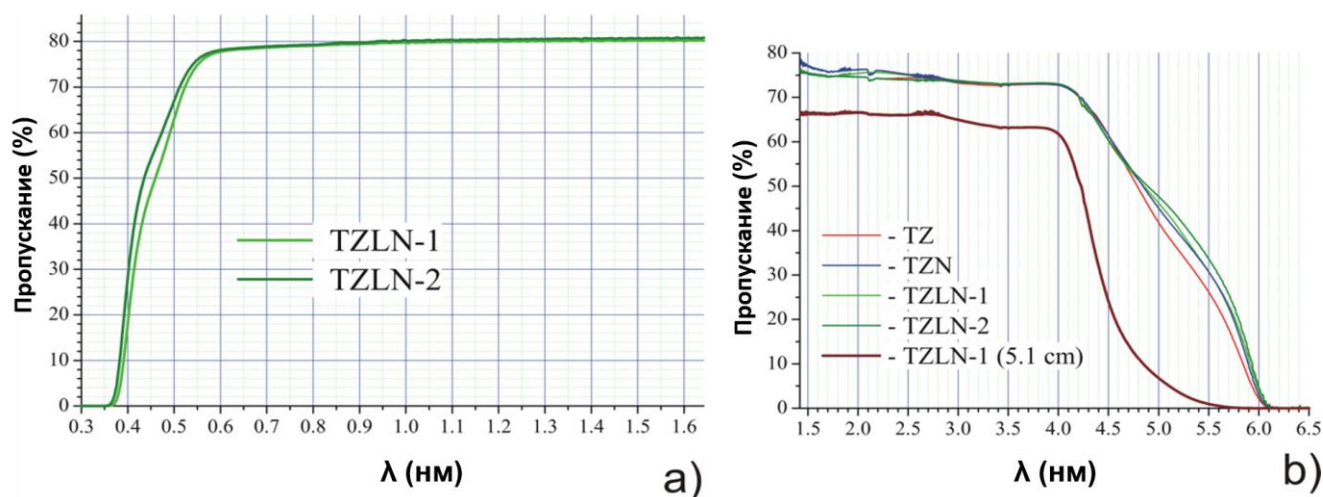 Пропускание (%)
80
70
60
50
40
30
20
10
0
TZLN-1
TZLN-2
0.3 0.4 0.5 0.6 0.7 0.8 0.9 1.0 1.1 1.2 1.3 1.4 1.5 1.6
λ (нм)
a)
Пропускание (%)
80
70
60
50
40
30
20
10
0
- TZ
- TZN
- TZLN-1
- TZLN-2
- TZLN-1 (5.1 cm)
1.5 2.0 2.5 3.0 3.5 4.0 4.5 5.0 5.5 6.0 6.5
λ (нм)
b)